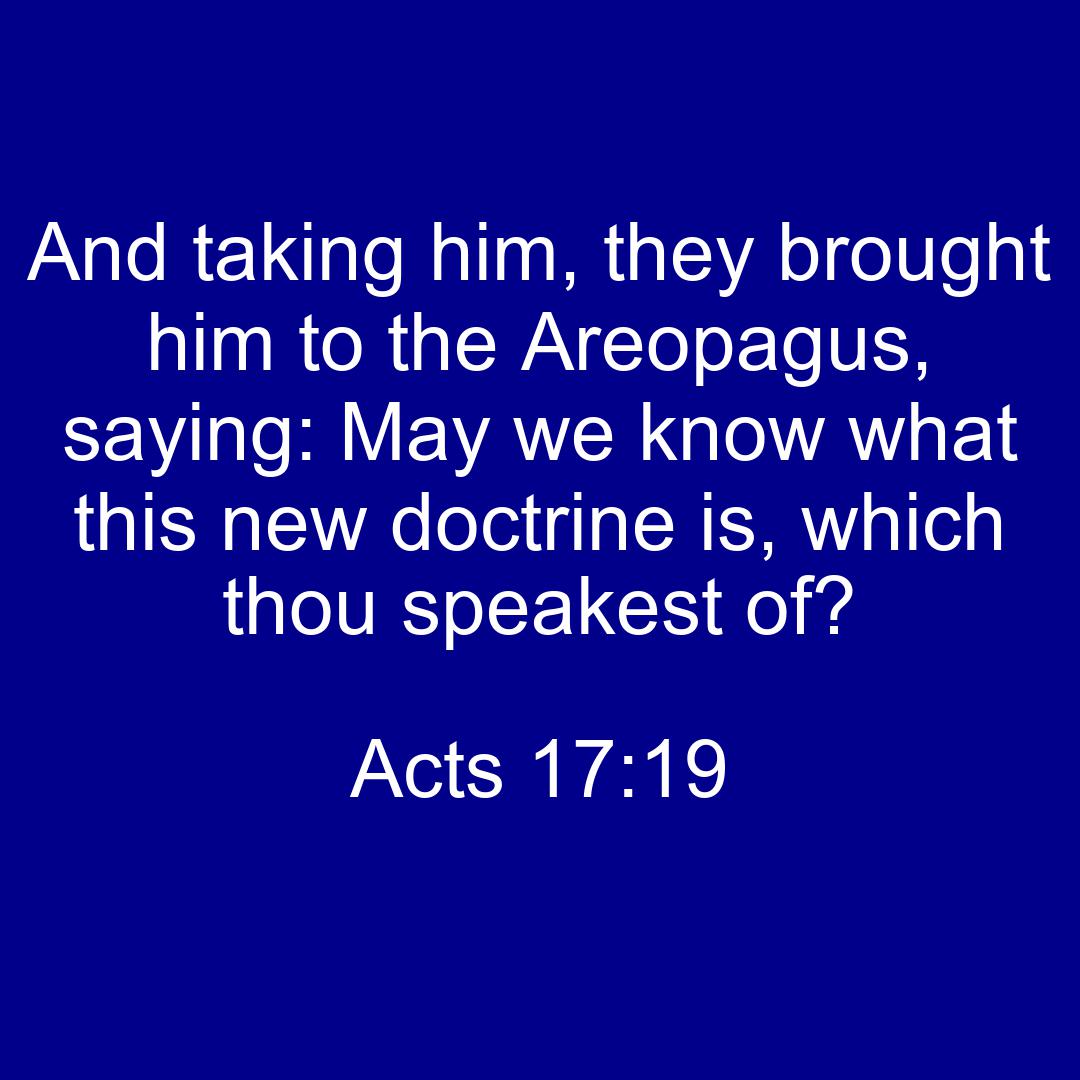 And taking him, they brought
him to the Areopagus,
saying: May we know what
this new doctrine is, which
thou speakest of?
Acts 17:19